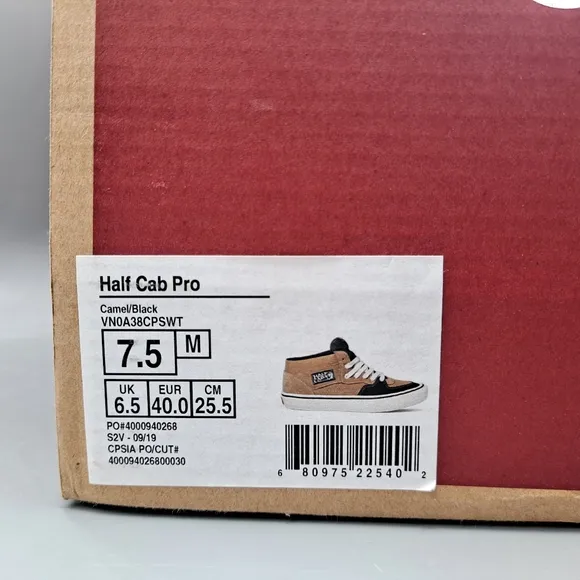 Half Cab Pro
Camel/Black
VN0A38CPSWT
7.5 M
UK EUR CM
6.5 40.0 25.5
PO#4000940268
S2V - 09/19
CPSIA PO/CUT#
400094026800030
6 80975 22540 2